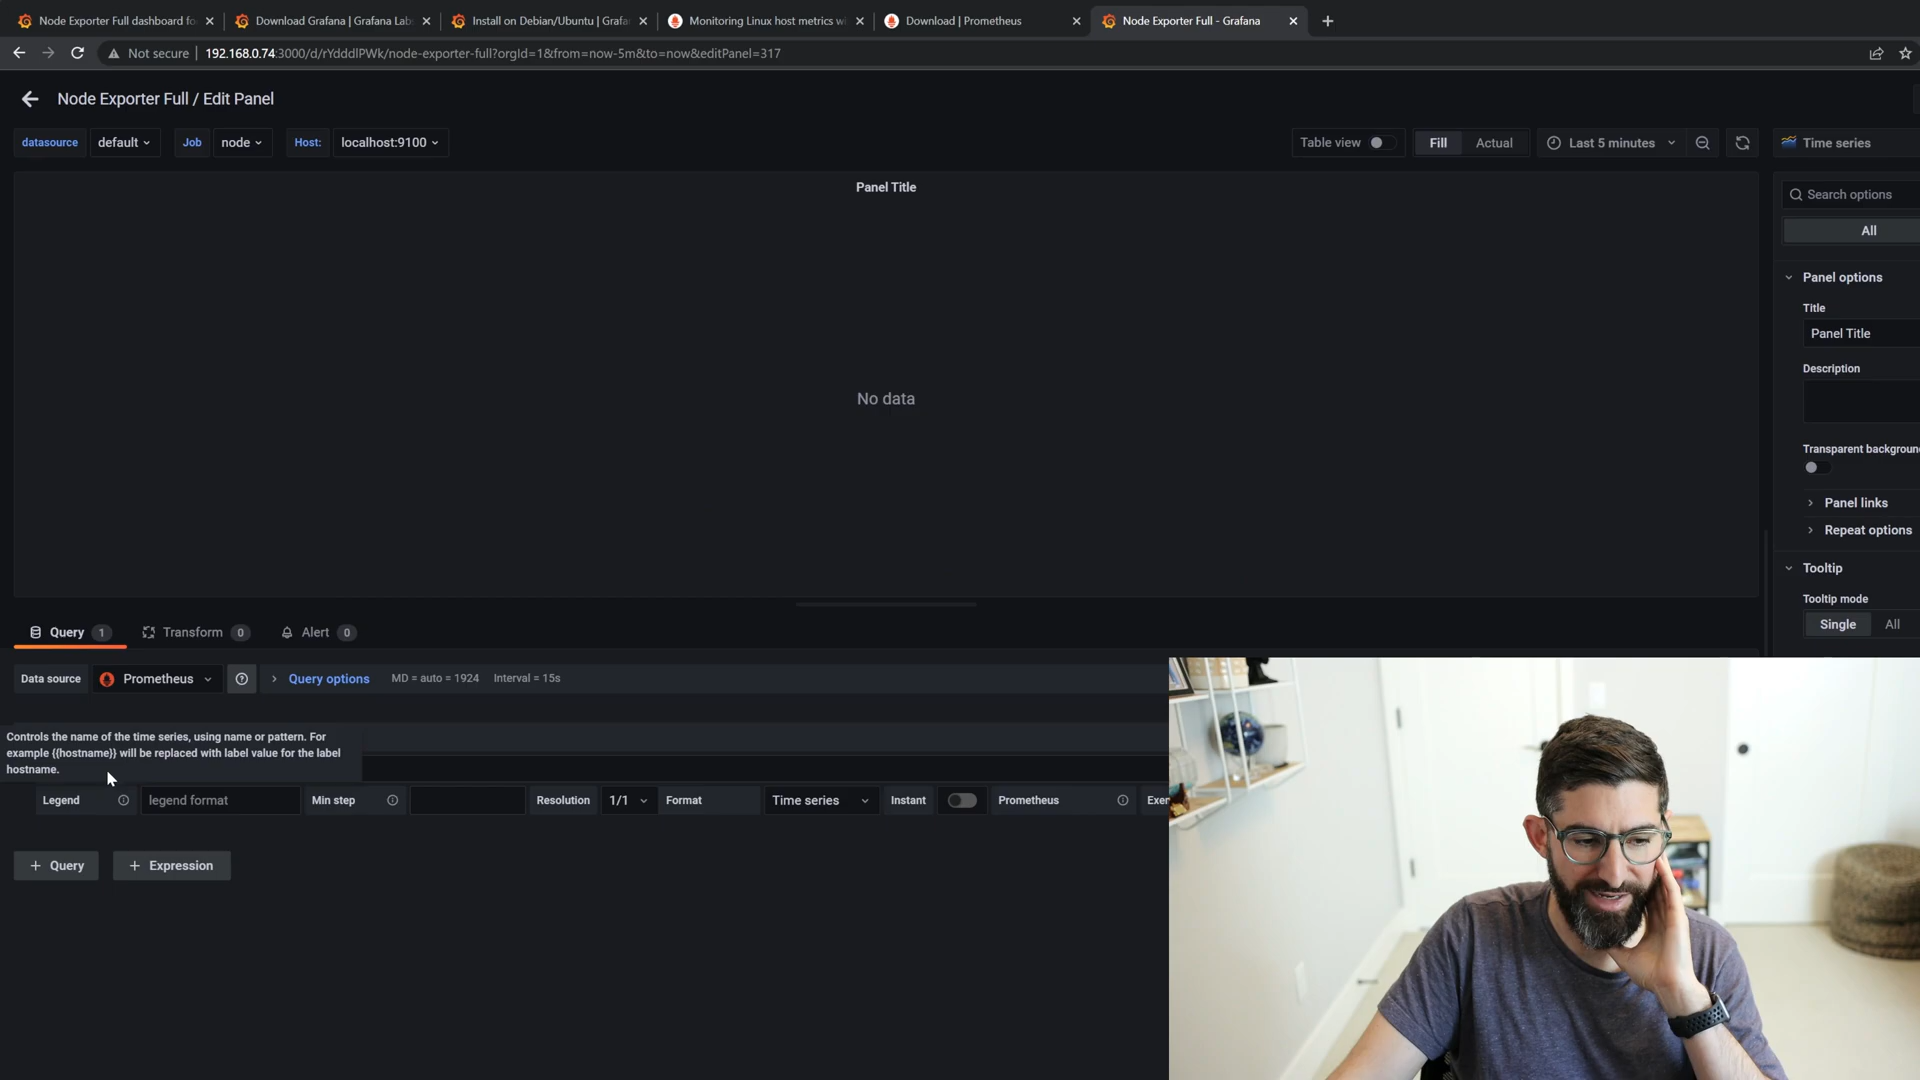 Node Exporter Full dashboard fo
Download Grafana | Grafana Lab
Install on Debian/Ubuntu | Grafa
Monitoring Linux host metrics wi
Download | Prometheus
Node Exporter Full - Grafana
Not secure
192.168.0.74:3000/d/rYdddlPWk/node-exporter-full?orgId=1&from=now-5m&to=now&editPanel=317
Node Exporter Full / Edit Panel
datasource default Job node Host: localhost:9100
Table view Fill Actual Last 5 minutes Time series
Panel Title
Search options
All
Panel options
Title
Panel Title
Description
No data
Transparent backgroun
Panel links
Repeat options
Tooltip
Tooltip mode
Single All
Query 1 Transform 0 Alert 0
Data source Prometheus Query options MD = auto = 1924 Interval = 15s
Controls the name of the time series, using name or pattern. For
example {{hostname}} will be replaced with label value for the label
hostname.
Legend legend format Min step Resolution 1/1 Format Time series Instant Prometheus Exer
+ Query + Expression